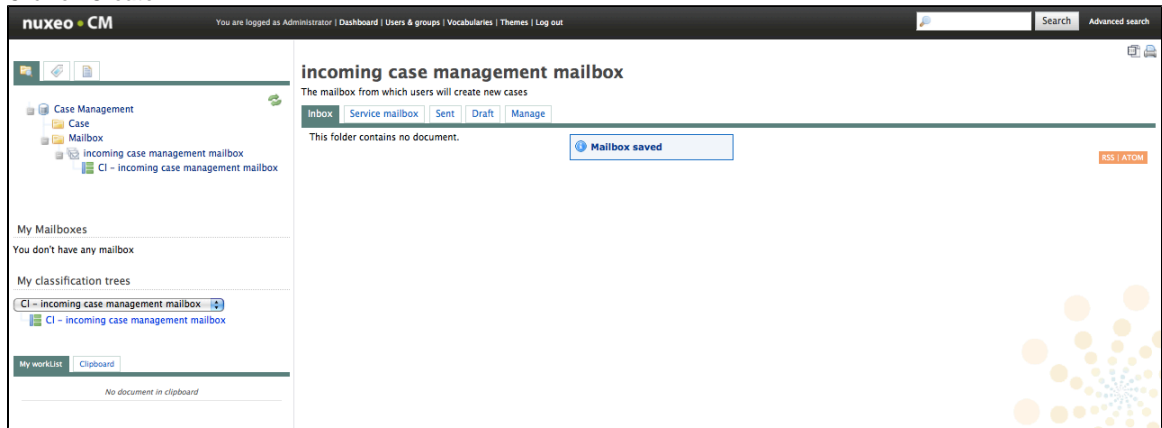 nuxeo • CM
You are logged as Administrator | Dashboard | Users & groups | Vocabularies | Themes | Log out
Search
Advanced search
Case Management
Case
Mailbox
incoming case management mailbox
CI - incoming case management mailbox
My Mailboxes
You don't have any mailbox
My classification trees
CI - incoming case management mailbox
CI - incoming case management mailbox
My workList
Clipboard
No document in clipboard
incoming case management mailbox
The mailbox from which users will create new cases
Inbox
Service mailbox
Sent
Draft
Manage
This folder contains no document.
Mailbox saved
RSS | ATOM